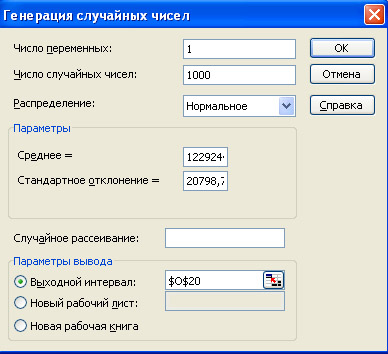 Генерация случайных чисел
Число переменных: 1 OK
Число случайных чисел: 1000 Отмена
Распределение: Нормальное Справка
Параметры
Среднее = 122924
Стандартное отклонение = 20798,7
Случайное рассеивание:
Параметры вывода
Выходной интервал: $O$20
Новый рабочий лист:
Новая рабочая книга